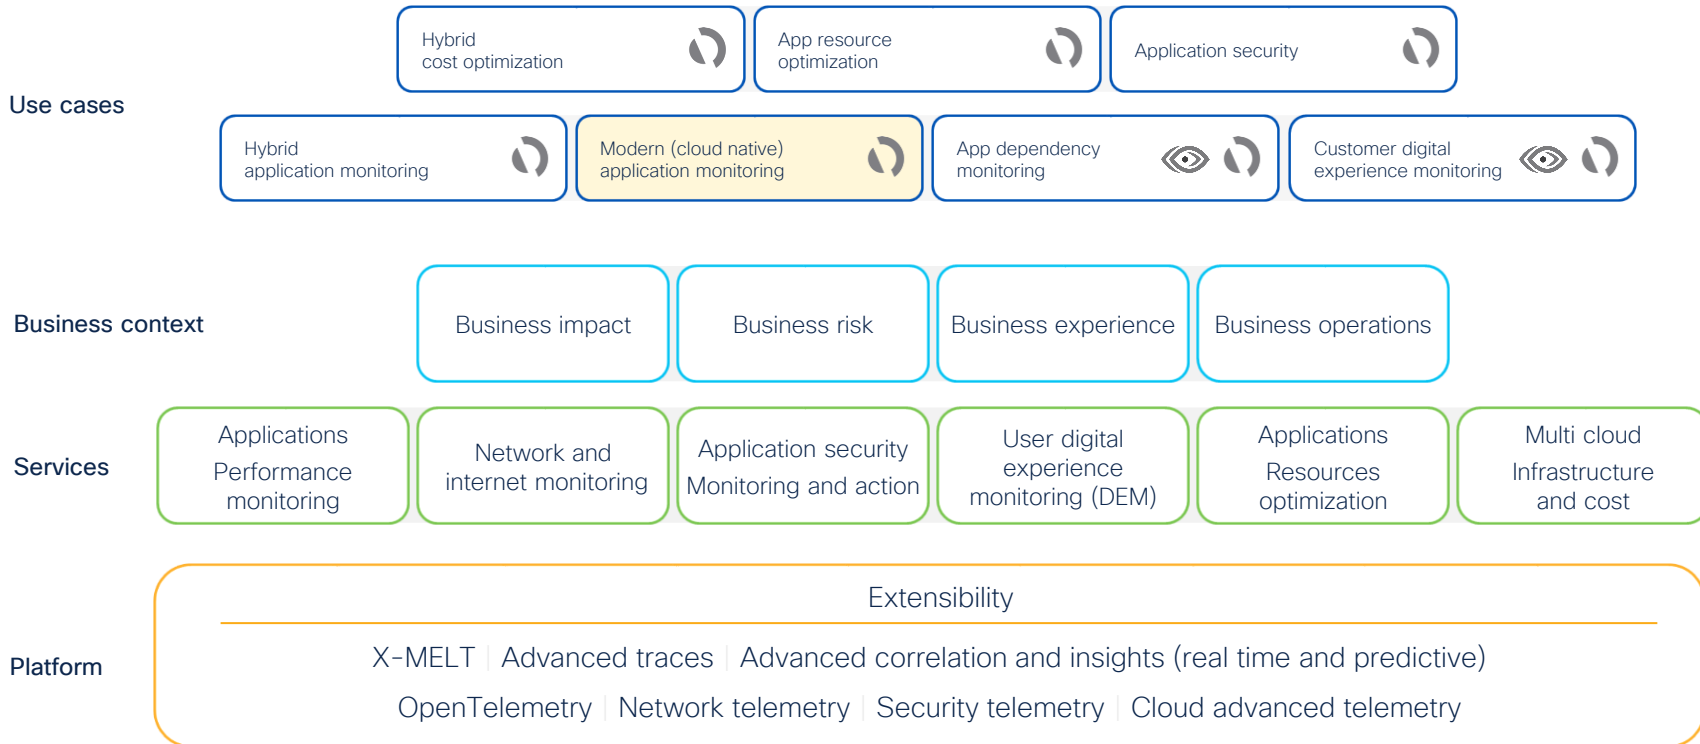 Hybrid
cost optimization
App resource
optimization
Application security
Use cases
Hybrid
application monitoring
Modern (cloud native)
application monitoring
App dependency
monitoring
Customer digital
experience monitoring
Business context
Business impact
Business risk
Business experience
Business operations
Services
Applications
Performance
monitoring
Network and
internet monitoring
Application security
Monitoring and action
User digital
experience
monitoring (DEM)
Applications
Resources
optimization
Multi cloud
Infrastructure
and cost
Platform
Extensibility
X-MELT | Advanced traces | Advanced correlation and insights (real time and predictive)
OpenTelemetry | Network telemetry | Security telemetry | Cloud advanced telemetry